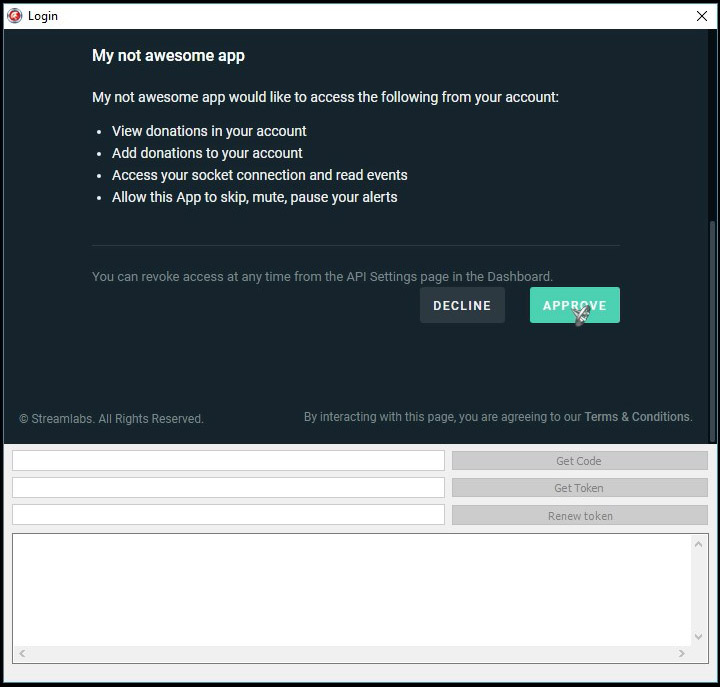 Login
My not awesome app
My not awesome app would like to access the following from your account:
View donations in your account
Add donations to your account
Access your socket connection and read events
Allow this App to skip, mute, pause your alerts
You can revoke access at any time from the API Settings page in the Dashboard.
DECLINE
APPROVE
© Streamlabs. All Rights Reserved.
By interacting with this page, you are agreeing to our Terms & Conditions.
Get Code
Get Token
Renew token